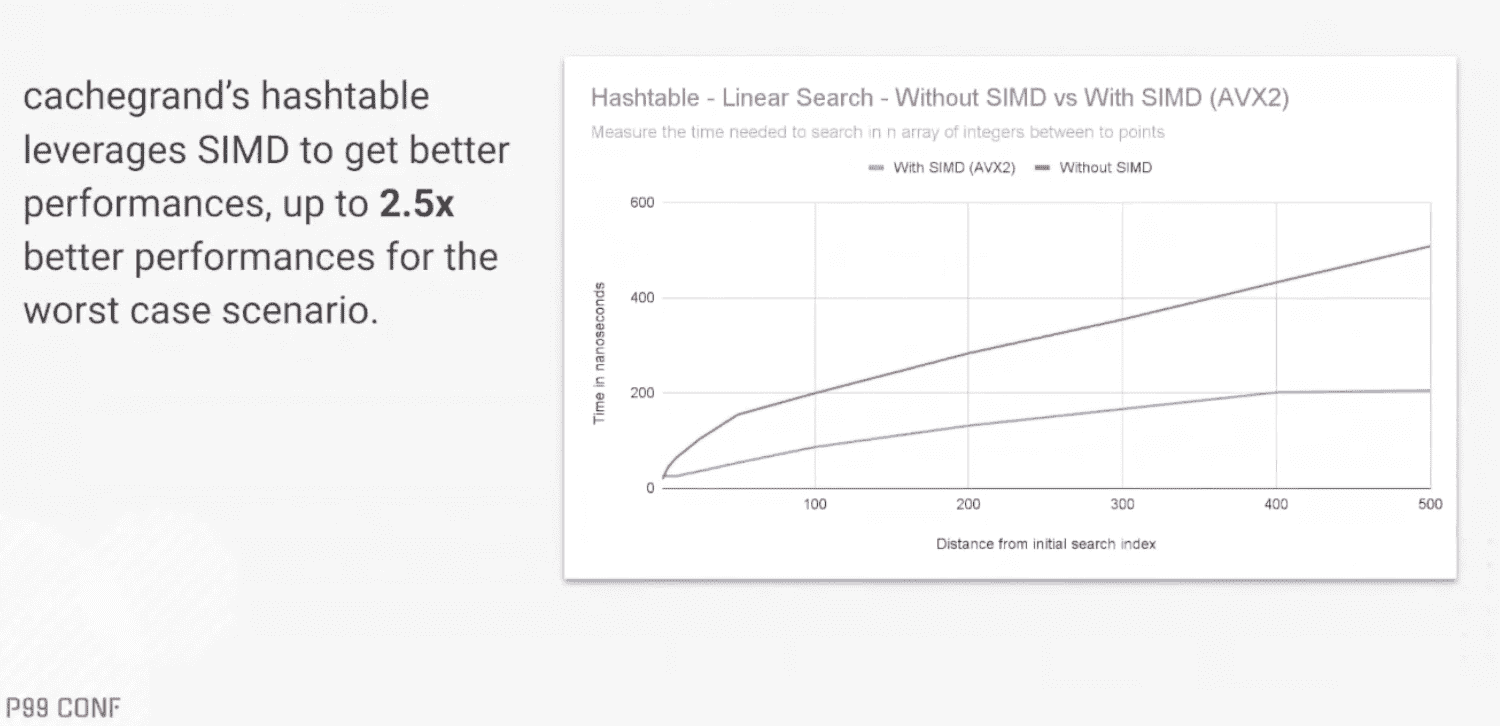 cachegrand’s hashtable
leverages SIMD to get better
performances, up to 2.5x
better performances for the
worst case scenario.
Hashtable - Linear Search - Without SIMD vs With SIMD (AVX2)
Measure the time needed to search in n array of integers between to points
With SIMD (AVX2) Without SIMD
600
400
200
0
Time in nanoseconds
100 200 300 400 500
Distance from initial search index
P99 CONF